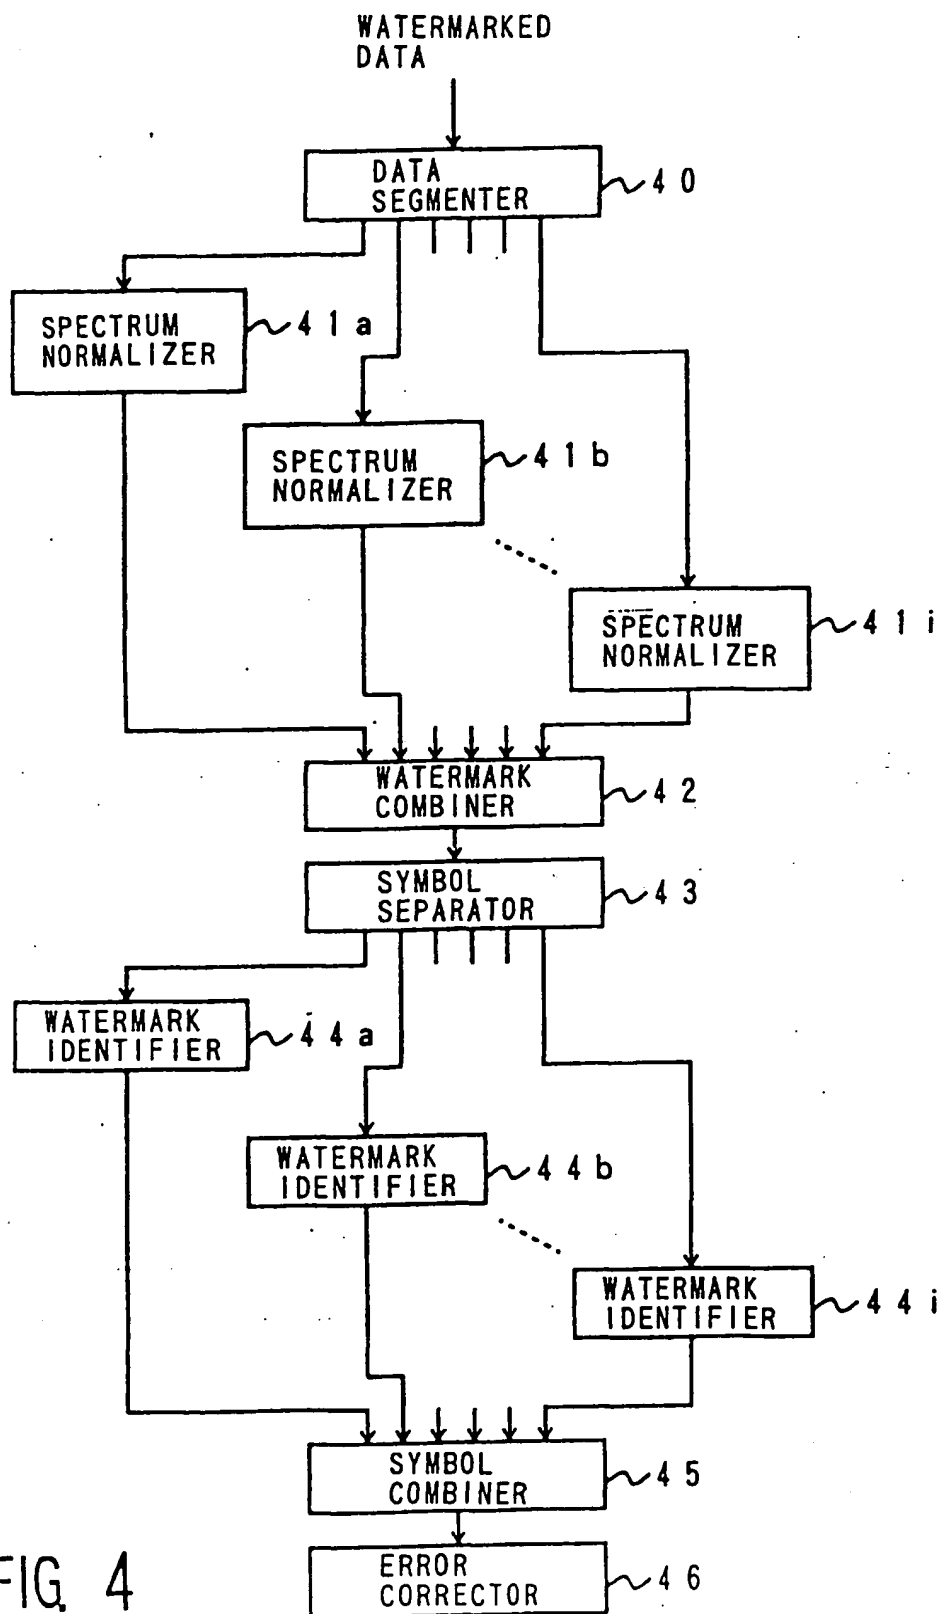 WATERMARKED
DATA
DATA
SEGMENTER
40
SPECTRUM
NORMALIZER
41a
SPECTRUM
NORMALIZER
41b
SPECTRUM
NORMALIZER
41i
WATERMARK
COMBINER
42
SYMBOL
SEPARATOR
43
WATERMARK
IDENTIFIER
44a
WATERMARK
IDENTIFIER
44b
WATERMARK
IDENTIFIER
44i
SYMBOL
COMBINER
45
ERROR
CORRECTOR
46
FIG. 4